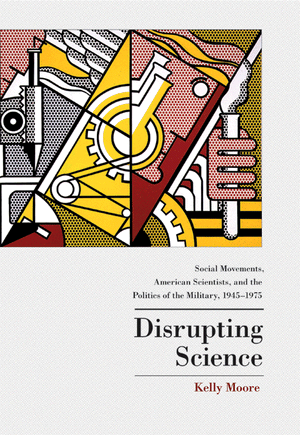 Social Movements,
American Scientists, and the
Politics of the Military, 1945–1975
Disrupting
Science
Kelly Moore